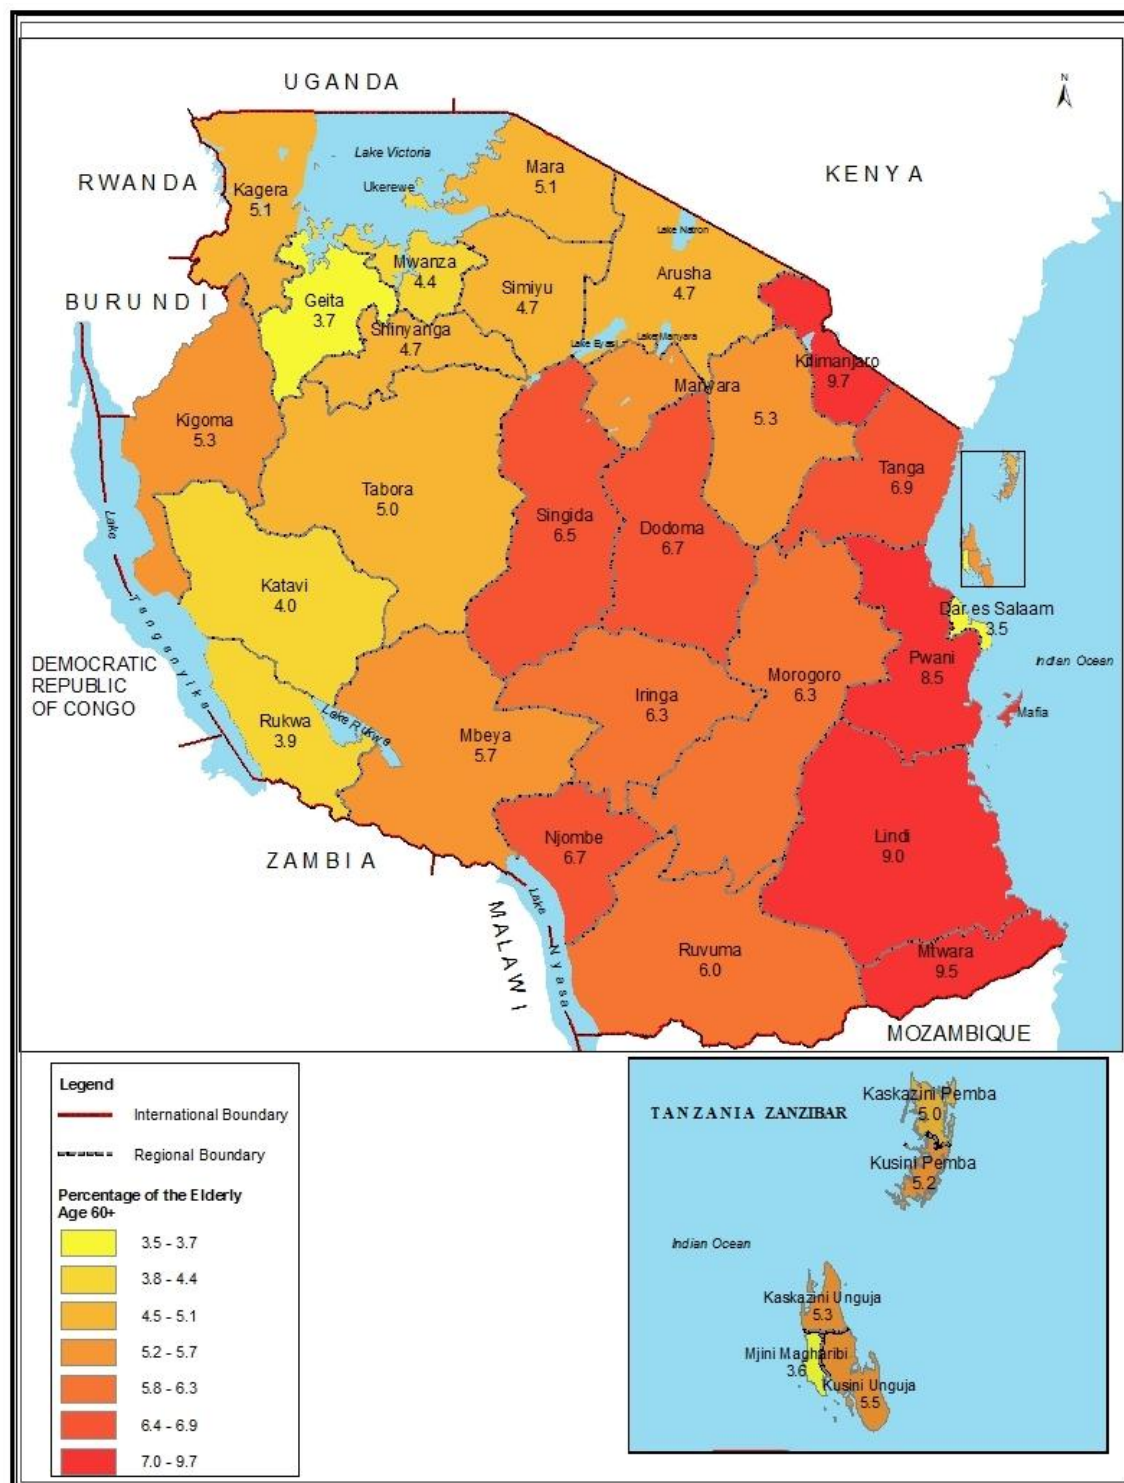 UGANDA
N
Lake Victoria
Mara
5.1
KENYA
RWANDA
Kagera
5.1
Ukerewe
Lake Natron
Mwanza
4.4
Arusha
4.7
BURUNDI
Geita
3.7
Simiyu
4.7
Shinyanga
4.7
Lake Eyasi
Lake Manyara
Kilimanjaro
9.7
Manyara
5.3
Kigoma
5.3
Tanga
6.9
Tabora
5.0
Singida
6.5
Dodoma
6.7
Lake Tanganyika
Katavi
4.0
Dar es Salaam
3.5
DEMOCRATIC
REPUBLIC
OF CONGO
Pwani
8.5
Indian Ocean
Morogoro
6.3
Iringa
6.3
Mafia
Rukwa
3.9
Lake Rukwa
Mbeya
5.7
Njombe
6.7
Lindi
9.0
ZAMBIA
MALAWI
Lake Nyasa
Ruvuma
6.0
Mtwara
9.5
MOZAMBIQUE
Legend
International Boundary
Regional Boundary
Percentage of the Elderly
Age 60+
3.5 - 3.7
3.8 - 4.4
4.5 - 5.1
5.2 - 5.7
5.8 - 6.3
6.4 - 6.9
7.0 - 9.7
TANZANIA ZANZIBAR
Kaskazini Pemba
5.0
Kusini Pemba
5.2
Indian Ocean
Kaskazini Unguja
5.3
Mjini Magharibi
3.6
Kusini Unguja
5.5